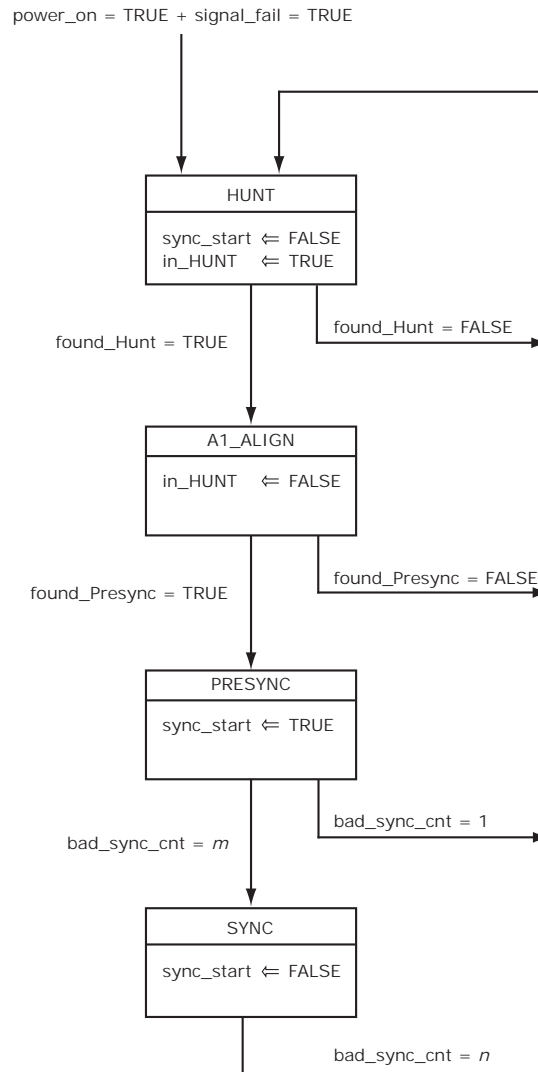 power_on = TRUE + signal_fail = TRUE
HUNT
sync_start ⇐ FALSE
in_HUNT ⇐ TRUE
found_Hunt = TRUE
found_Hunt = FALSE
A1_ALIGN
in_HUNT ⇐ FALSE
found_Presync = TRUE
found_Presync = FALSE
PRESYNC
sync_start ⇐ TRUE
bad_sync_cnt = m
bad_sync_cnt = 1
SYNC
sync_start ⇐ FALSE
bad_sync_cnt = n